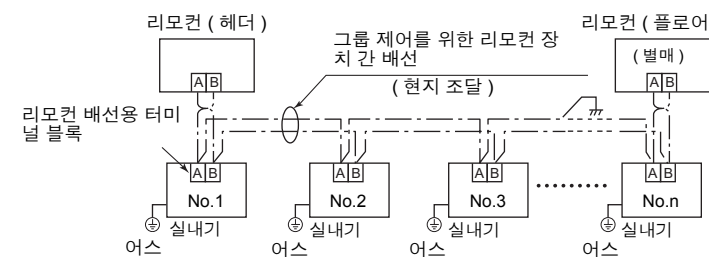 리모컨 ( 헤더 )
리모컨 ( 플로어
그룹 제어를 위한 리모컨 장
치 간 배선
( 현지 조달 )
( 별매 )
A B
A B
리모컨 배선용 터미
널 블록
A B
A B
A B
A B
No.1
No.2
No.3
No.n
실내기
실내기
실내기
실내기
어스
어스
어스
어스